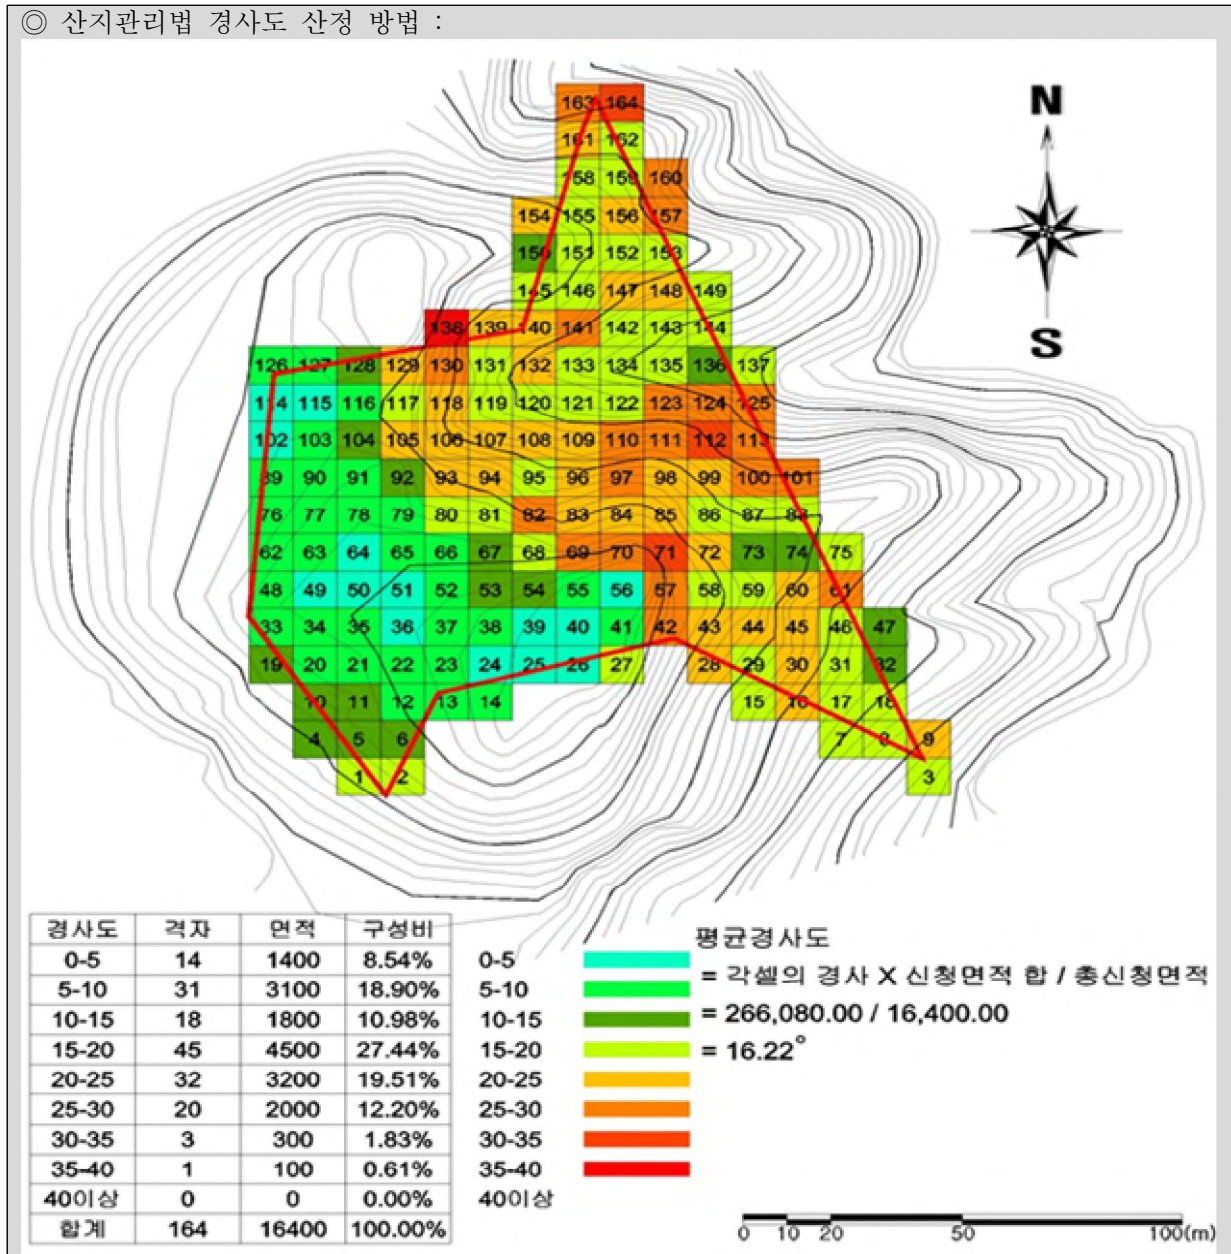 ◎ 산지관리법 경사도 산정 방법 :
N
S
163 164
161 162
158 159 160
154 155 156 157
150 151 152 153
145 146 147 148 149
138 139 140 141 142 143 144
126 127 128 129 130 131 132 133 134 135 136 137
114 115 116 117 118 119 120 121 122 123 124 125
102 103 104 105 106 107 108 109 110 111 112 113
89 90 91 92 93 94 95 96 97 98 99 100 101
76 77 78 79 80 81 82 83 84 85 86 87 88
62 63 64 65 66 67 68 69 70 71 72 73 74 75
48 49 50 51 52 53 54 55 56 57 58 59 60 61
33 34 35 36 37 38 39 40 41 42 43 44 45 46 47
19 20 21 22 23 24 25 26 27 28 29 30 31 32
10 11 12 13 14 15 16 17 18
4 5 6 7 8 9
1 2 3
경사도 격자 면적 구성비
0-5 14 1400 8.54%
5-10 31 3100 18.90%
10-15 18 1800 10.98%
15-20 45 4500 27.44%
20-25 32 3200 19.51%
25-30 20 2000 12.20%
30-35 3 300 1.83%
35-40 1 100 0.61%
40이상 0 0 0.00%
합계 164 16400 100.00%
0-5
5-10
10-15
15-20
20-25
25-30
30-35
35-40
40이상
평균경사도
= 각셀의 경사 X 신청면적 합 / 총신청면적
= 266,080.00 / 16,400.00
= 16.22°
0 10 20 50 100(m)